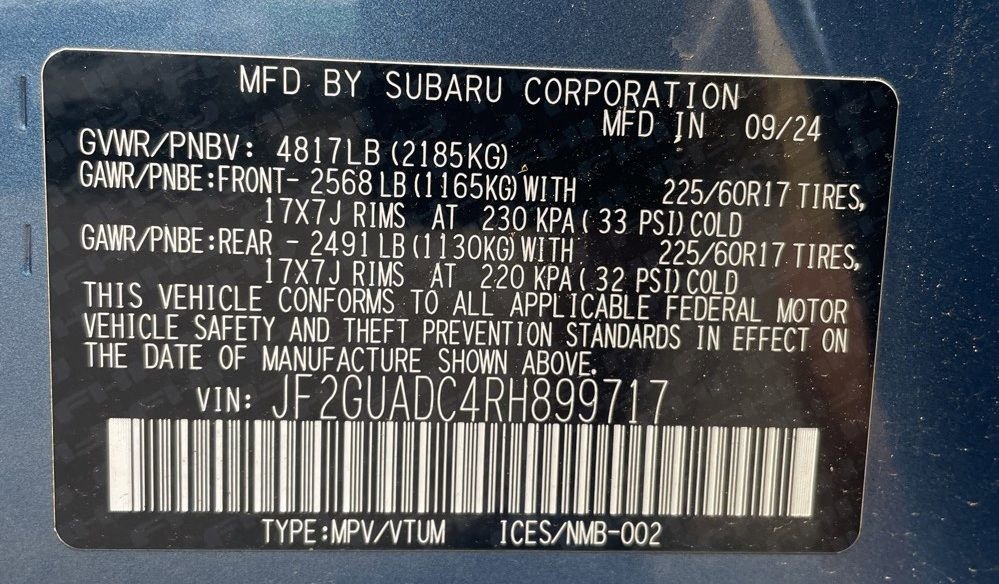 MFD BY SUBARU CORPORATION
MFD IN 09/24
GVWR/PNBV: 4817LB (2185KG)
GAWR/PNBE:FRONT- 2568 LB (1165KG) WITH 225/60R17 TIRES,
17X7J RIMS AT 230 KPA ( 33 PSI) COLD
GAWR/PNBE:REAR - 2491 LB (1130KG) WITH 225/60R17 TIRES,
17X7J RIMS AT 220 KPA ( 32 PSI) COLD
THIS VEHICLE CONFORMS TO ALL APPLICABLE FEDERAL MOTOR
VEHICLE SAFETY AND THEFT PREVENTION STANDARDS IN EFFECT ON
THE DATE OF MANUFACTURE SHOWN ABOVE.
VIN: JF2GUADC4RH899717
TYPE:MPV/VTUM ICES/NMB-002